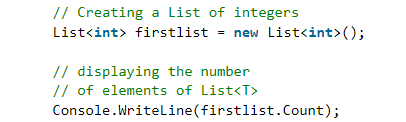 // Creating a List of integers
List<int> firstlist = new List<int>();
// displaying the number
// of elements of List<T>
Console.WriteLine(firstlist.Count);